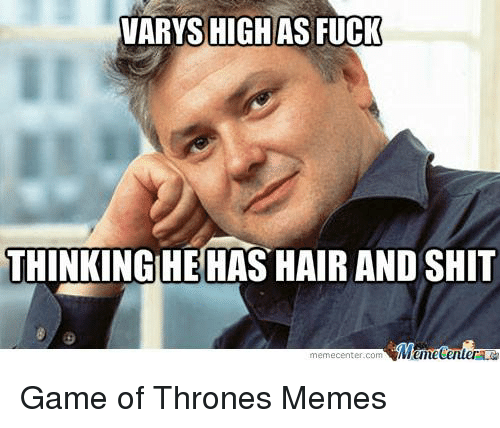 VARYS HIGH AS FUCK
THINKING HE HAS HAIR AND SHIT
memecenter.com MemeCenter
Game of Thrones Memes